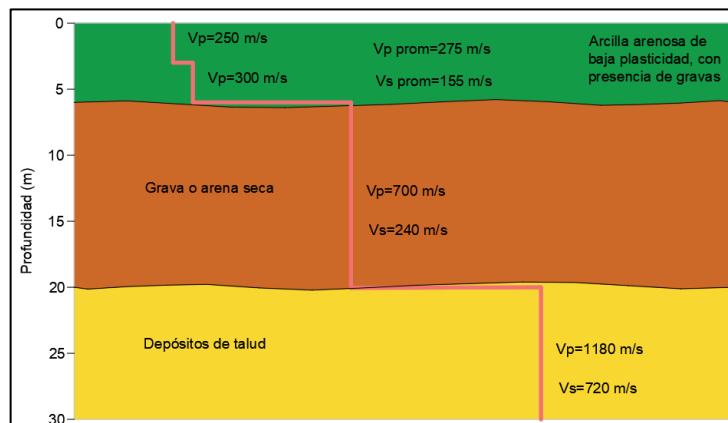 0
Vp=250 m/s
Vp prom=275 m/s
Arcilla arenosa de
baja plasticidad, con
presencia de gravas
Vp=300 m/s
Vs prom=155 m/s
5
10
Grava o arena seca
Vp=700 m/s
15
Vs=240 m/s
Profundidad (m)
20
Depósitos de talud
25
Vp=1180 m/s
Vs=720 m/s
30